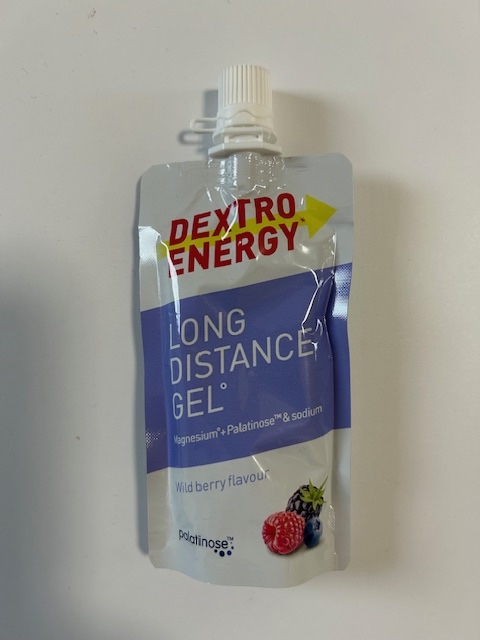 DEXTRO
ENERGY*
LONG
DISTANCE
GEL°
Magnesium°+Palatinose™ & sodium
Wild berry flavour
palatinose™